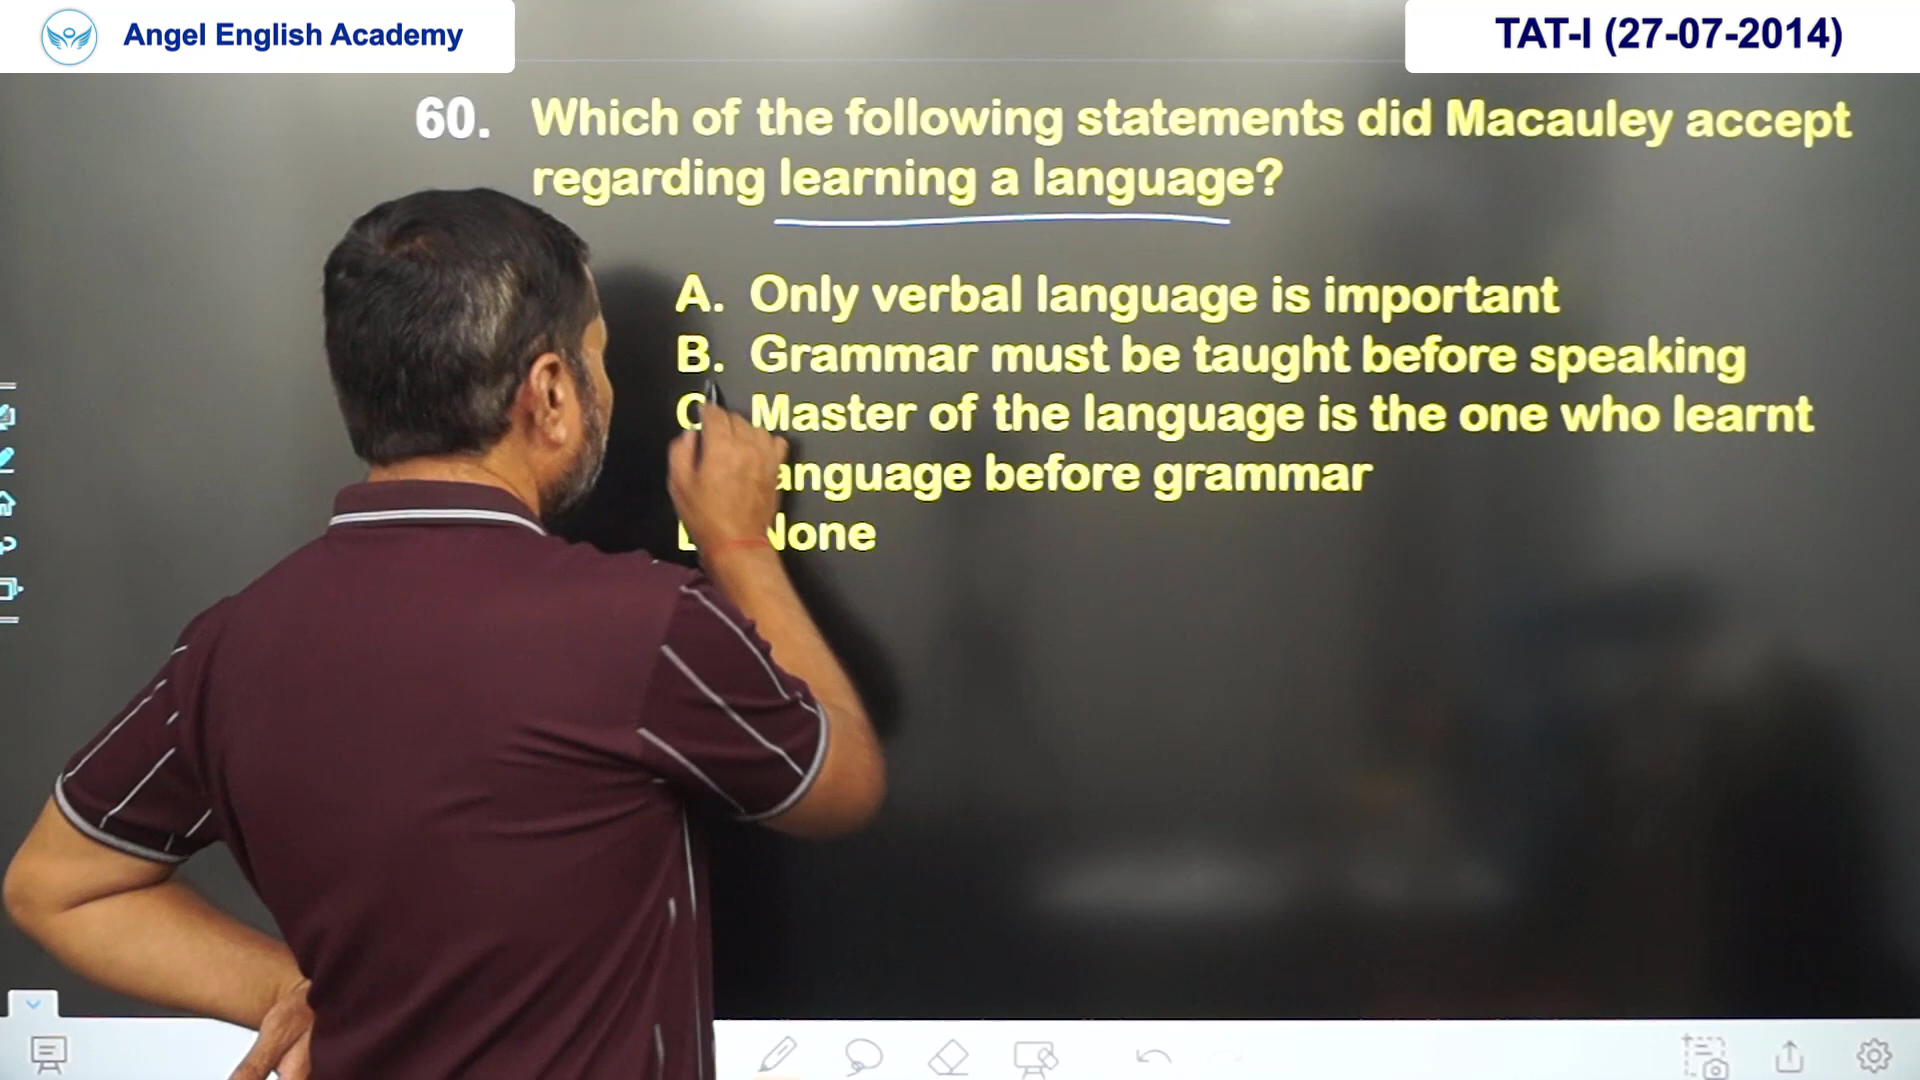 Angel English Academy
TAT-I (27-07-2014)
60. Which of the following statements did Macauley accept
regarding learning a language?
A. Only verbal language is important
B. Grammar must be taught before speaking
Master of the language is the one who learnt
before grammar